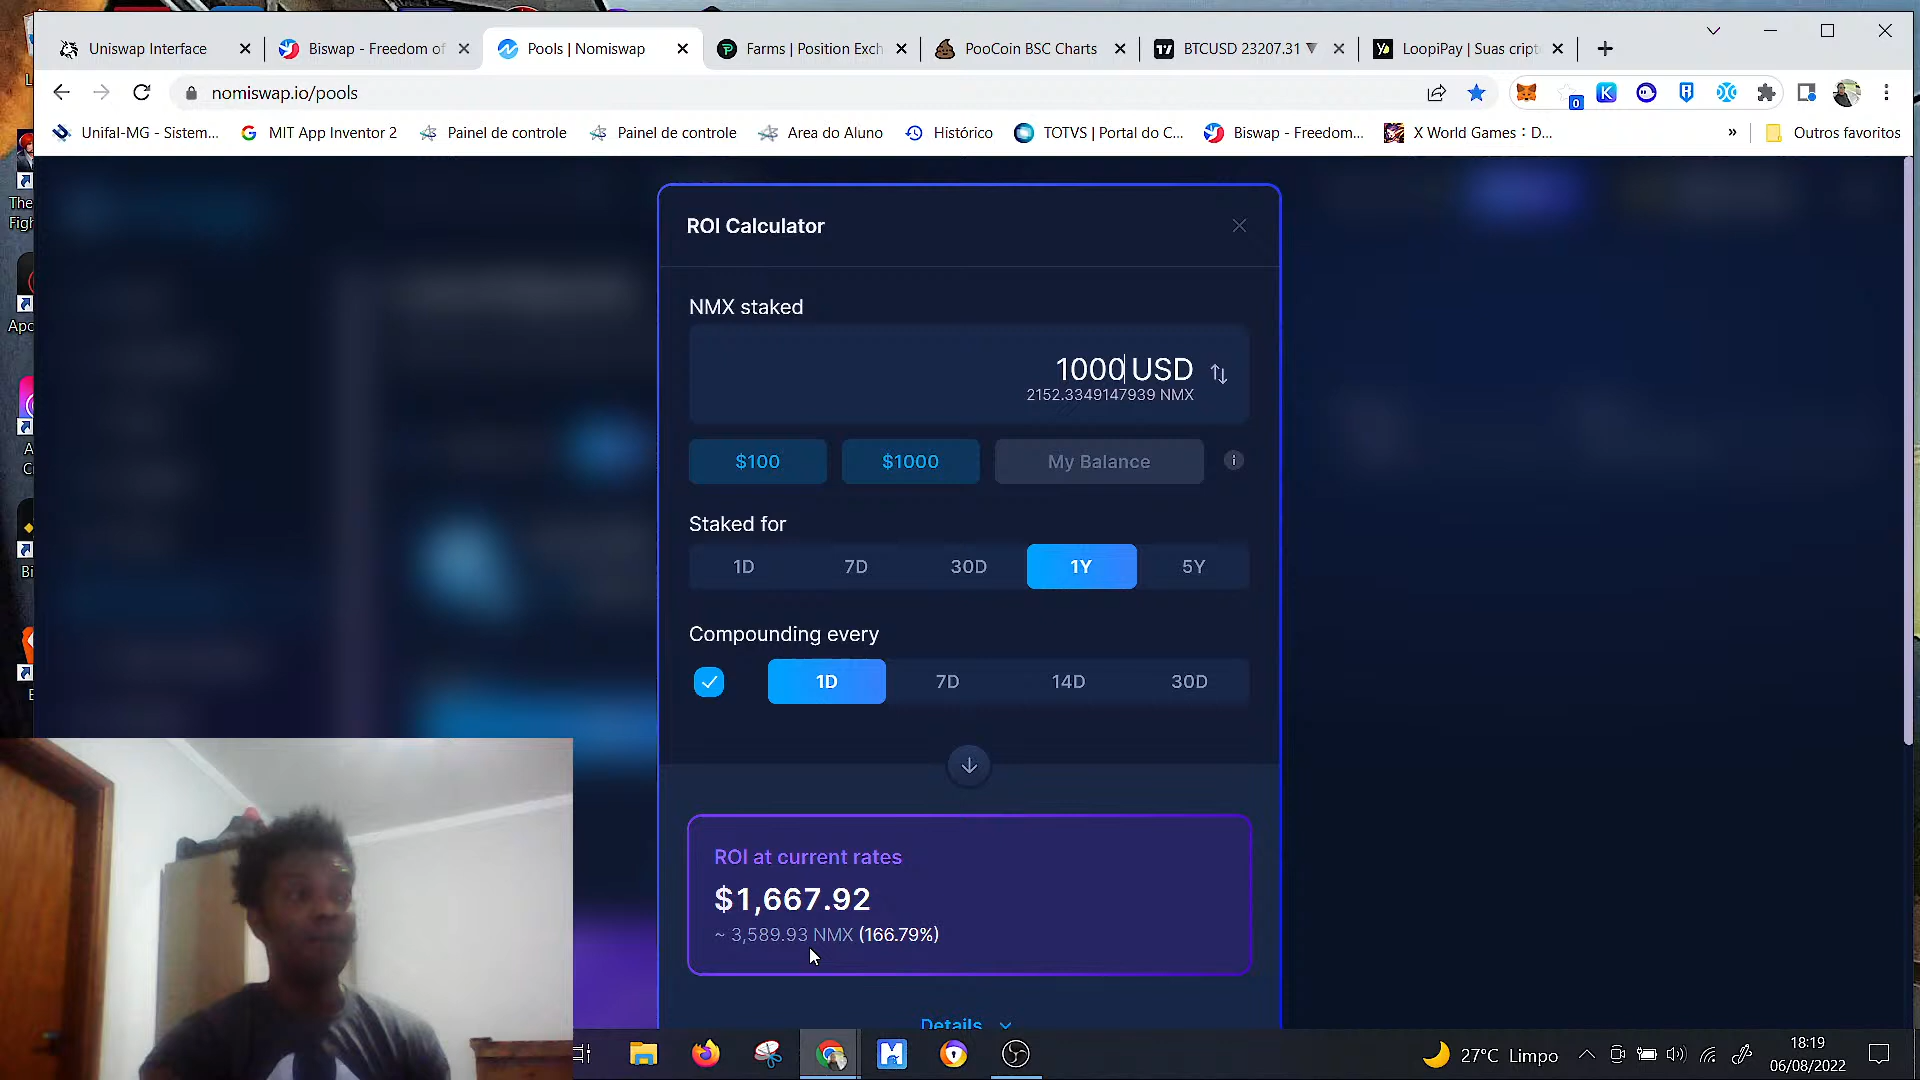 Uniswap Interface
Biswap - Freedom of
Pools | Nomiswap
Farms | Position Exch
PooCoin BSC Charts
BTCUSD 23207.31 ▼
LoopiPay | Suas cript
nomiswap.io/pools
0
Unifal-MG - Sistem...
MIT App Inventor 2
Painel de controle
Painel de controle
Area do Aluno
Histórico
TOTVS | Portal do C...
Biswap - Freedom...
X World Games : D...
»
Outros favoritos
The
Figh
Apo
ROI Calculator
NMX staked
1000 USD
2152.3349147939 NMX
$100
$1000
My Balance
Staked for
1D
7D
30D
1Y
5Y
Compounding every
1D
7D
14D
30D
ROI at current rates
$1,667.92
~ 3,589.93 NMX (166.79%)
Details
27°C Limpo
18:19
06/08/2022